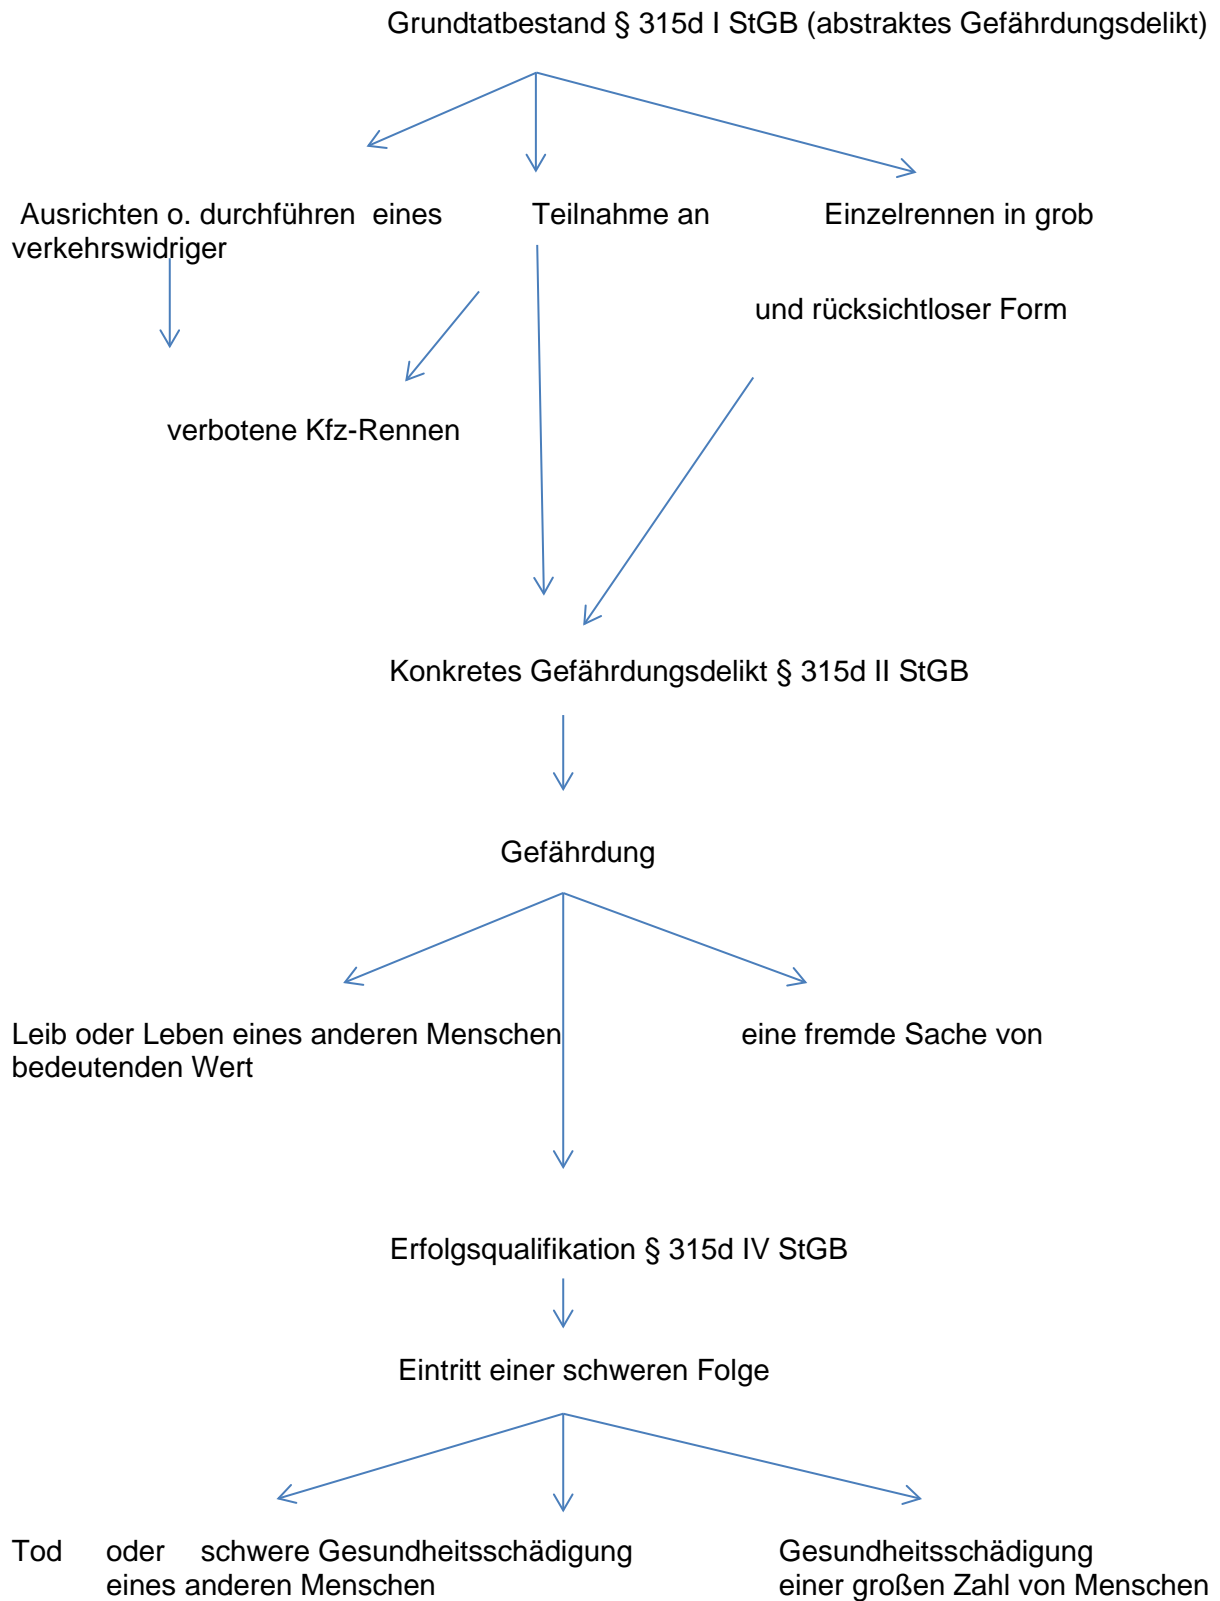 Grundtatbestand § 315d I StGB (abstraktes Gefährdungsdelikt)
Ausrichten o. durchführen eines Teilnahme an Einzelrennen in grob
verkehrswidriger
und rücksichtloser Form
verbotene Kfz-Rennen
Konkretes Gefährdungsdelikt § 315d II StGB
Gefährdung
Leib oder Leben eines anderen Menschen eine fremde Sache von
bedeutenden Wert
Erfolgsqualifikation § 315d IV StGB
Eintritt einer schweren Folge
Tod oder schwere Gesundheitsschädigung Gesundheitsschädigung
eines anderen Menschen einer großen Zahl von Menschen